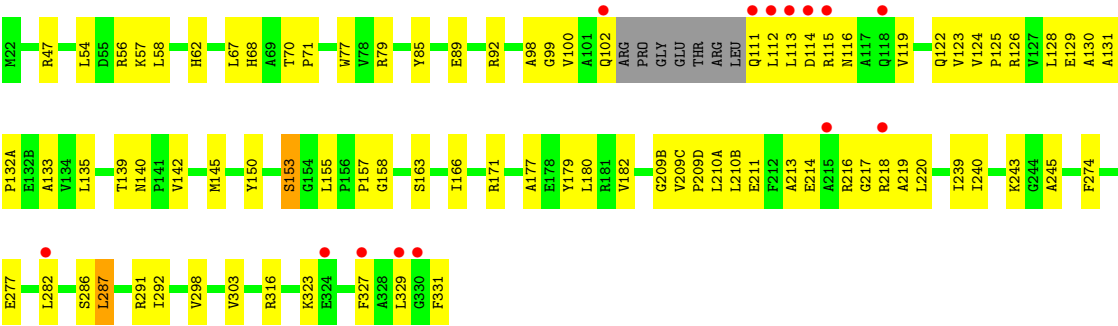 M22 R47 L54 D55 R56 K57 L58 H62 L67 H68 A69 T70 P71 W77 V78 R79 Y85 E89 R92 A98 G99 V100 A101 Q102 ARG PRO GLY GLU THR ARG LEU Q111 L112 L113 D114 R115 N116 A117 Q118 V119 Q122 V123 V124 P125 R126 V127 L128 E129 A130 A131
P132A E132B A133 V134 L135 T139 N140 P141 V142 M145 Y150 S153 G154 L155 P156 P157 G158 S163 I166 R171 A177 E178 Y179 L180 R181 V182 G209B V209C P209D L210A L210B E211 F212 A213 E214 A215 R216 G217 R218 A219 L220 I239 I240 K243 G244 A245 F274
E277 L282 S286 L287 R291 I292 V298 V303 R316 K323 E324 F327 A328 L329 G330 F331